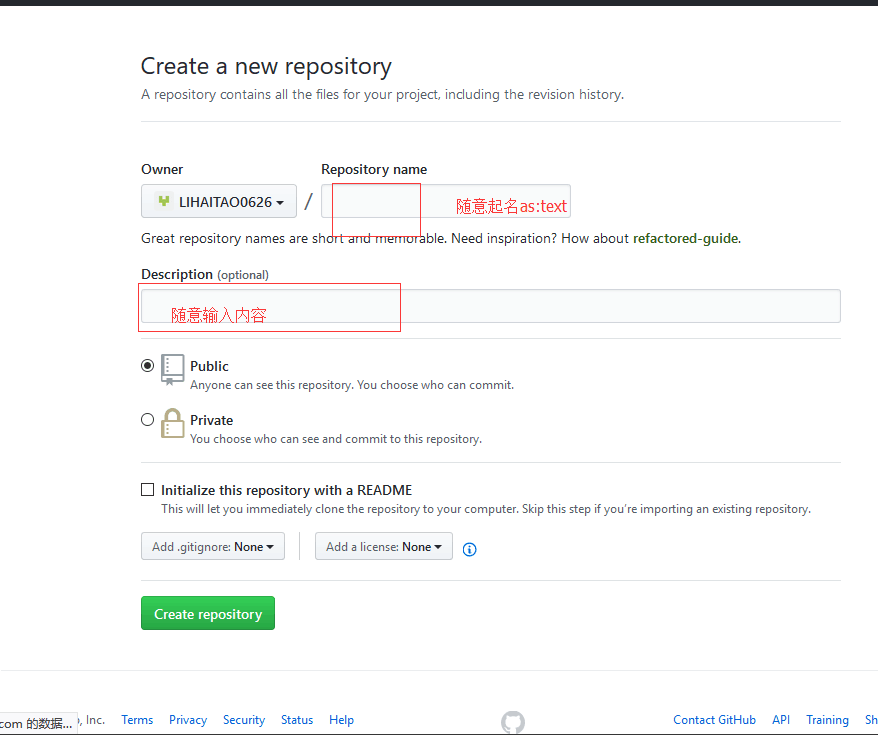 Create a new repository
A repository contains all the files for your project, including the revision history.
Owner
Repository name
LIHAITAO0626
/
随意起名as:text
Great repository names are short and memorable. Need inspiration? How about refactored-guide.
Description (optional)
随意输入内容
Public
Anyone can see this repository. You choose who can commit.
Private
You choose who can see and commit to this repository.
Initialize this repository with a README
This will let you immediately clone the repository to your computer. Skip this step if you're importing an existing repository.
Add .gitignore: None
Add a license: None
Create repository
com 的数据...
, Inc.
Terms
Privacy
Security
Status
Help
Contact GitHub
API
Training
Sh